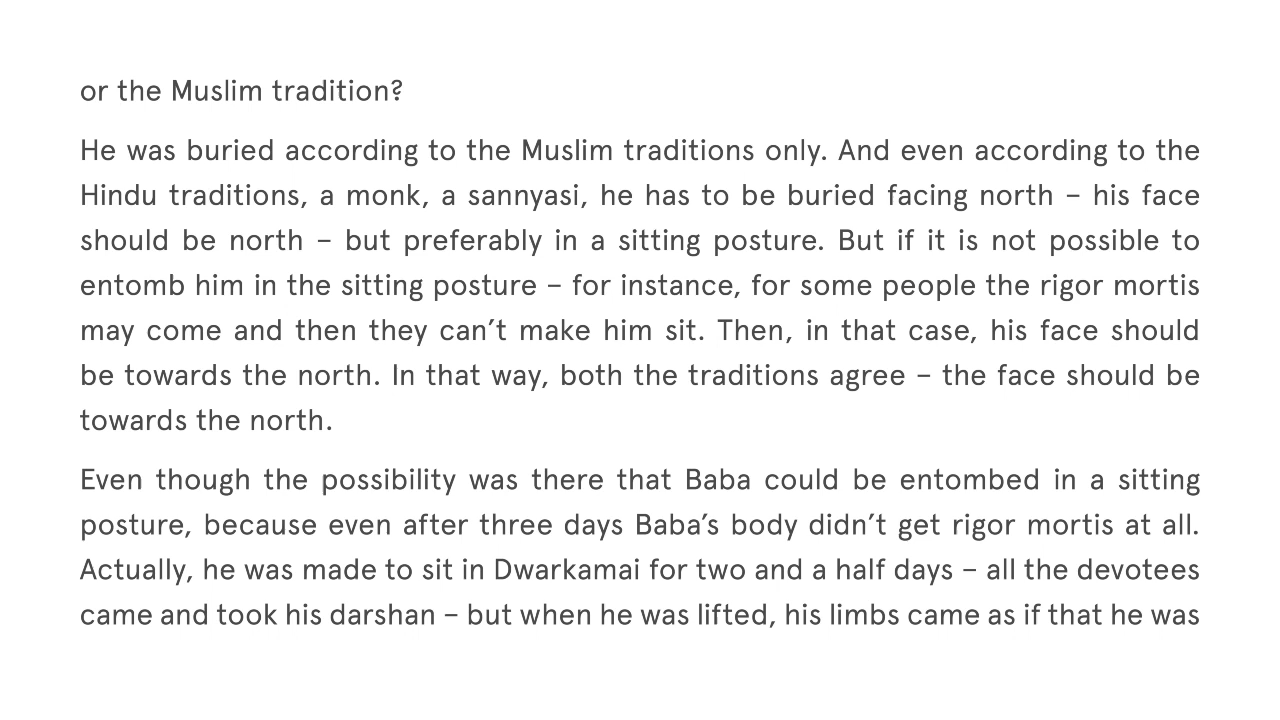 or the Muslim tradition?
He was buried according to the Muslim traditions only. And even according to the
Hindu traditions, a monk, a sannyasi, he has to be buried facing north – his face
should be north – but preferably in a sitting posture. But if it is not possible to
entomb him in the sitting posture – for instance, for some people the rigor mortis
may come and then they can’t make him sit. Then, in that case, his face should
be towards the north. In that way, both the traditions agree – the face should be
towards the north.
Even though the possibility was there that Baba could be entombed in a sitting
posture, because even after three days Baba’s body didn’t get rigor mortis at all.
Actually, he was made to sit in Dwarkamai for two and a half days – all the devotees
came and took his darshan – but when he was lifted, his limbs came as if that he was